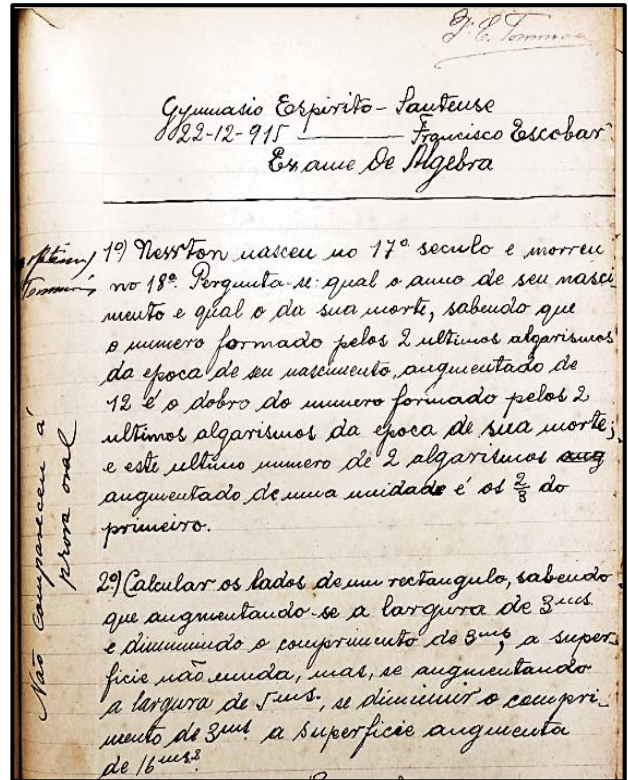 Gymnasio Espirito-Santense
22-12-915 ——— Francisco Escobar
Exame de Algebra
1º) Newton nasceu no 17º seculo e morreu
no 18º. Pergunta-se: qual o anno de seu nasci-
mento e qual o da sua morte, sabendo que
o numero formado pelos 2 ultimos algarismos
da epoca de seu nascimento, augmentado de
12 é o dobro do numero formado pelos 2
ultimos algarismos da epoca de sua morte;
e este ultimo numero de 2 algarismos aug
augmentado de uma unidade é os 2/3 do
primeiro.
2º) Calcular os lados de um rectangulo, sabendo
que augmentando-se a largura de 3ms.
e diminuindo o comprimento de 3ms, a super-
ficie não muda, mas, se augmentando
a largura de 5ms., se diminuir o compri-
mento de 3ms. a superficie augmenta
de 16ms²
Não compareceu á
prova oral